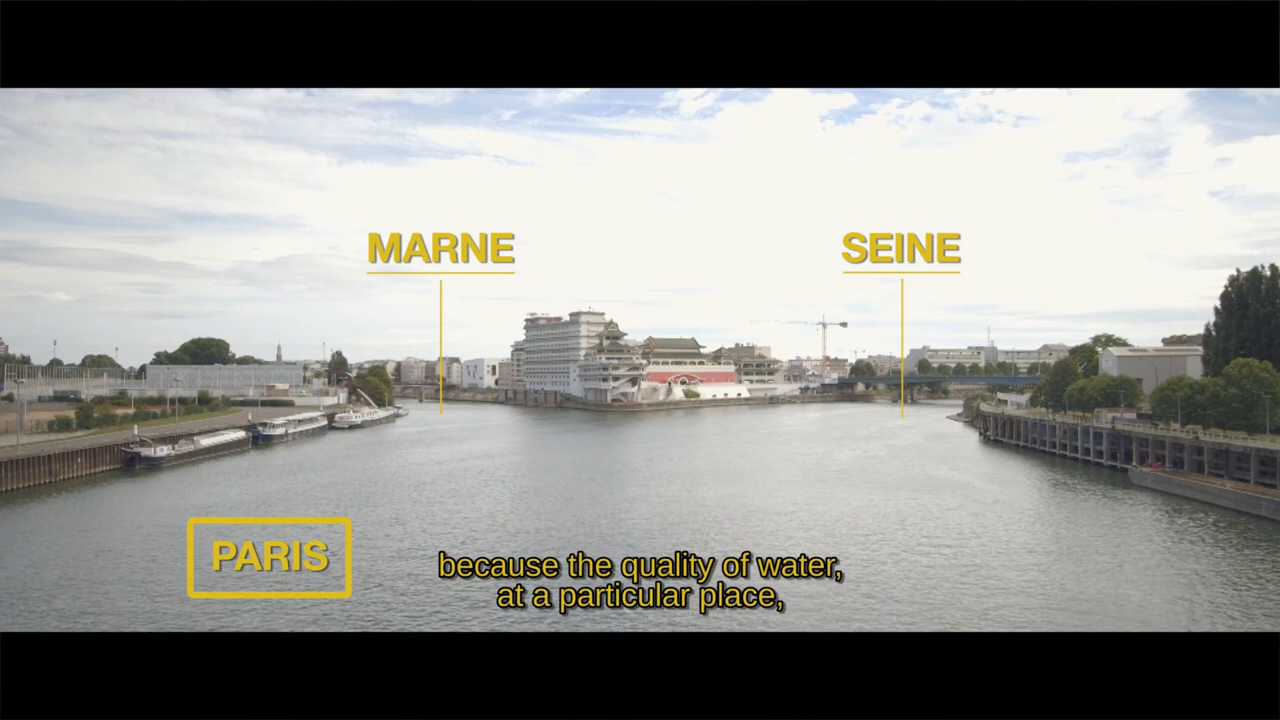 MARNE
SEINE
PARIS
because the quality of water,
at a particular place,